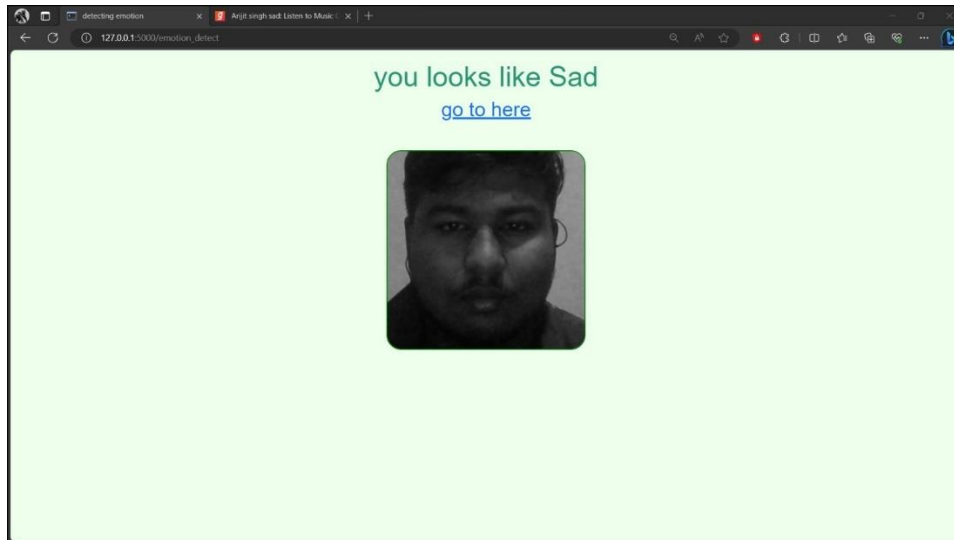 detecting emotion
Arijit singh sad: Listen to Music
127.0.0.1:5000/emotion_detect
you looks like Sad
go to here